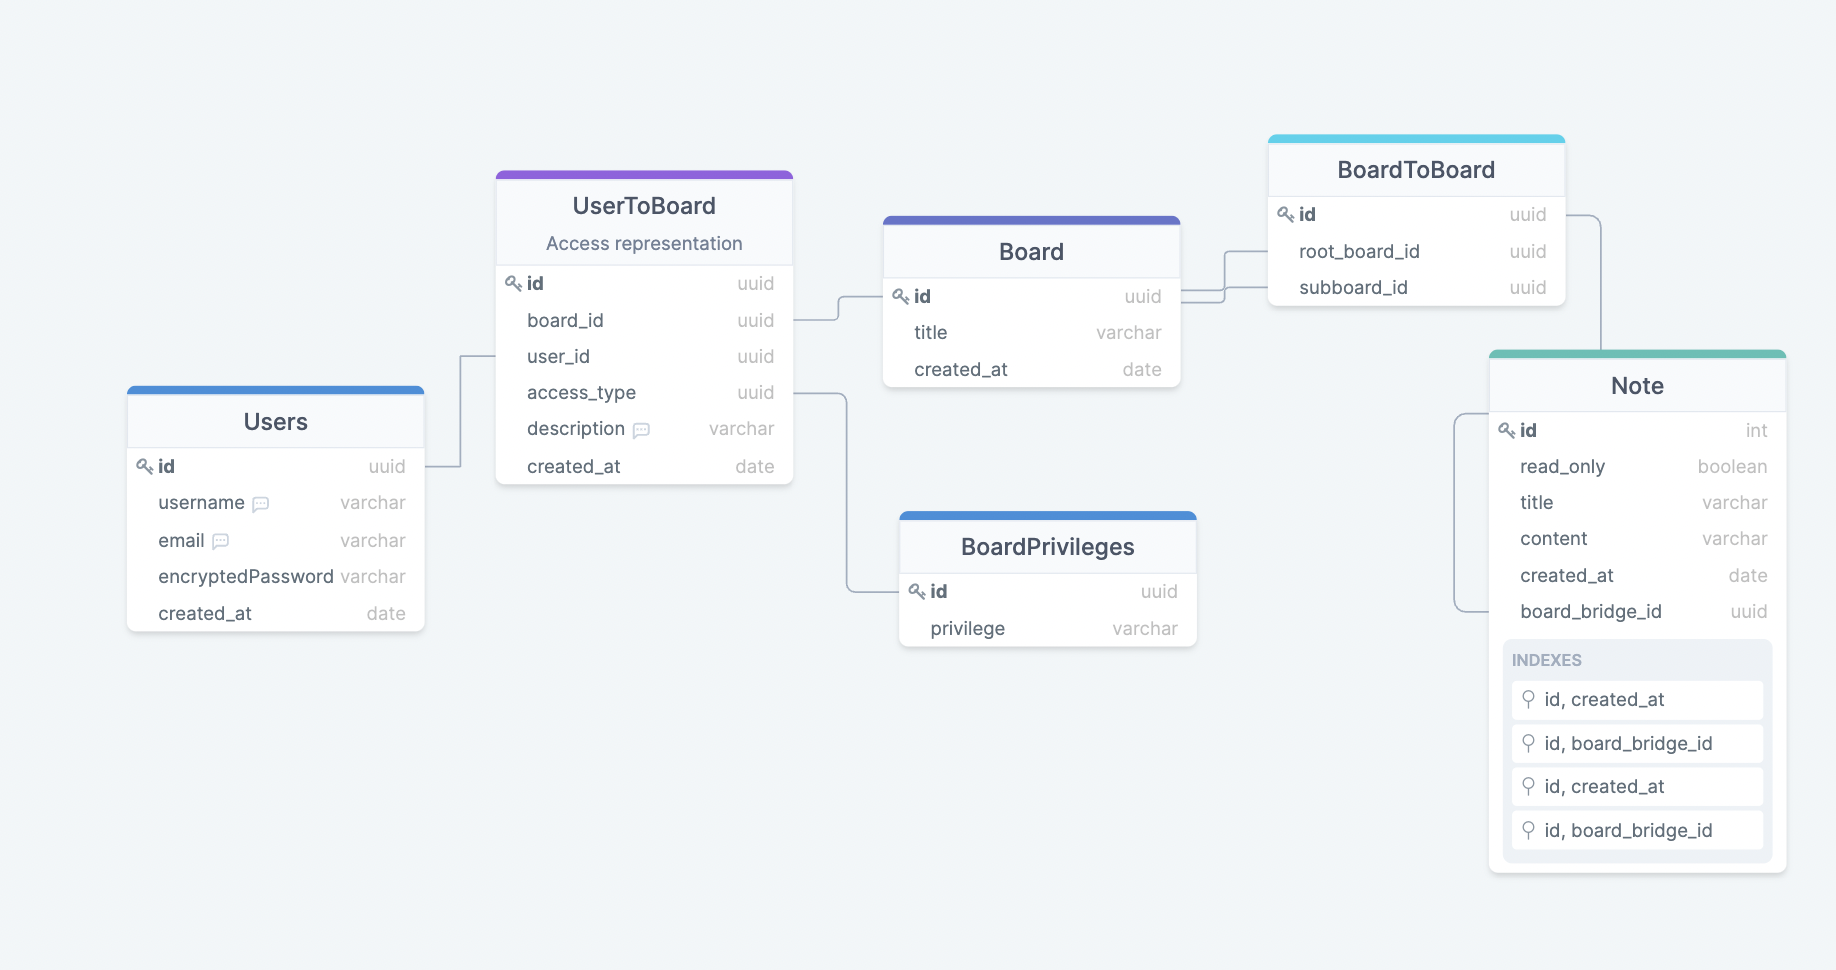 Users
id uuid
username varchar
email varchar
encryptedPassword varchar
created_at date
UserToBoard
Access representation
id uuid
board_id uuid
user_id uuid
access_type uuid
description varchar
created_at date
Board
id uuid
title varchar
created_at date
BoardPrivileges
id uuid
privilege varchar
BoardToBoard
id uuid
root_board_id uuid
subboard_id uuid
Note
id int
read_only boolean
title varchar
content varchar
created_at date
board_bridge_id uuid
INDEXES
id, created_at
id, board_bridge_id
id, created_at
id, board_bridge_id